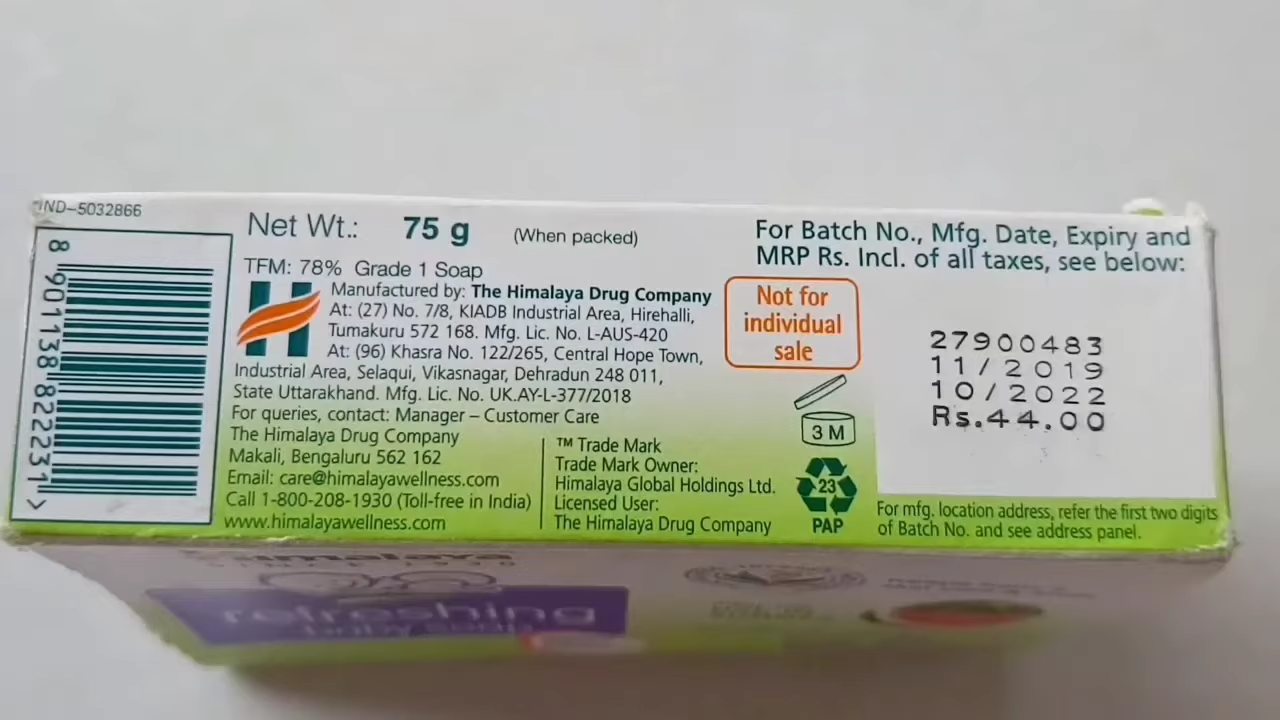 IND-5032866
8 901138 822231 >
Net Wt.: 75 g (When packed)
TFM: 78% Grade 1 Soap
Manufactured by: The Himalaya Drug Company
At: (27) No. 7/8, KIADB Industrial Area, Hirehalli,
Tumakuru 572 168. Mfg. Lic. No. L-AUS-420
At: (96) Khasra No. 122/265, Central Hope Town,
Industrial Area, Selaqui, Vikasnagar, Dehradun 248 011,
State Uttarakhand. Mfg. Lic. No. UK.AY-L-377/2018
For queries, contact: Manager – Customer Care
The Himalaya Drug Company
Makali, Bengaluru 562 162
Email: care@himalayawellness.com
Call 1-800-208-1930 (Toll-free in India)
www.himalayawellness.com
™ Trade Mark
Trade Mark Owner:
Himalaya Global Holdings Ltd.
Licensed User:
The Himalaya Drug Company
Not for
individual
sale
3 M
23
PAP
For Batch No., Mfg. Date, Expiry and
MRP Rs. Incl. of all taxes, see below:
27900483
11/2019
10/2022
Rs.44.00
For mfg. location address, refer the first two digits
of Batch No. and see address panel.
Himalaya
refreshing
baby soap